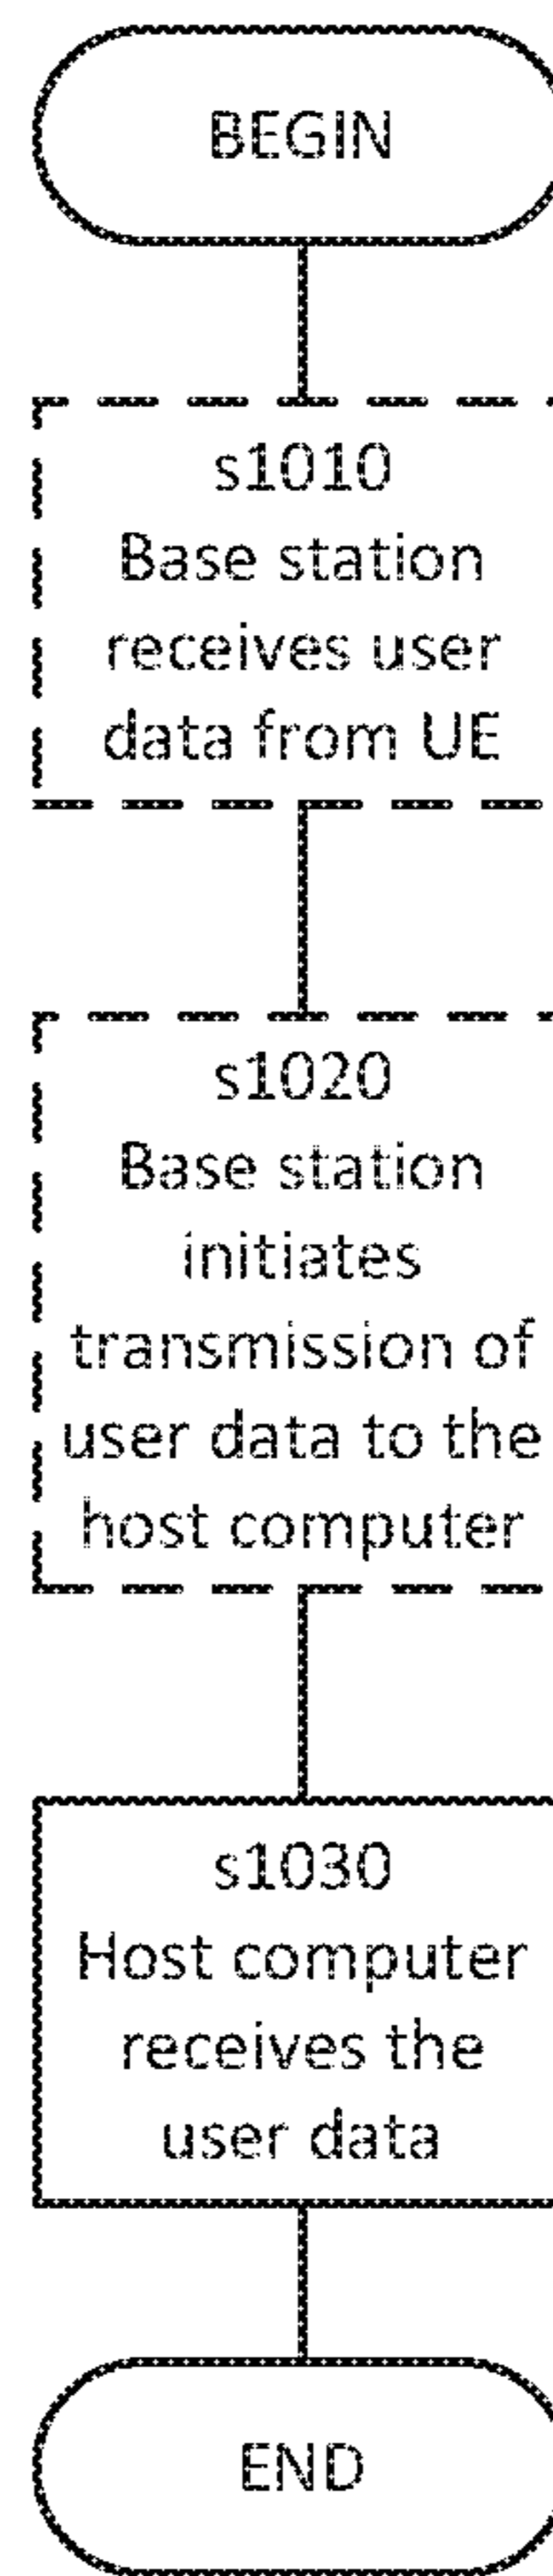 BEGIN
s1010
Base station
receives user
data from UE
s1020
Base station
initiates
transmission of
user data to the
host computer
s1030
Host computer
receives the
user data
END